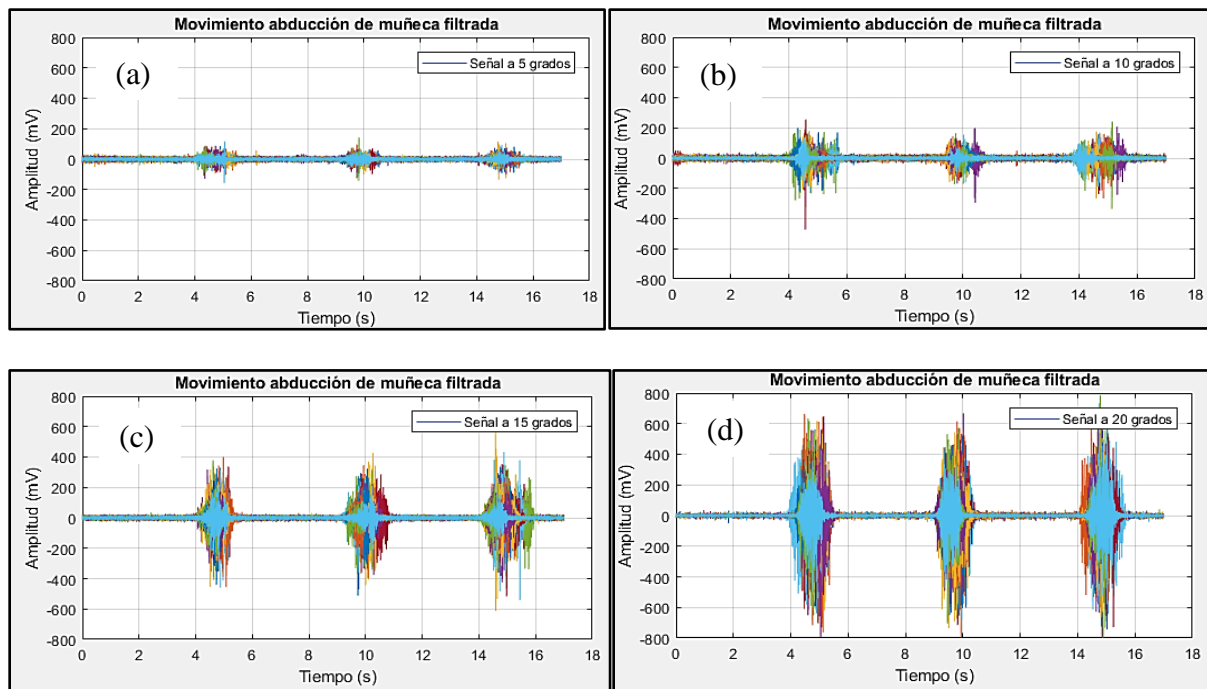 Movimiento abducción de muñeca filtrada
(a)
Señal a 5 grados
Amplitud (mV)
800
600
400
200
0
-200
-400
-600
-800
0 2 4 6 8 10 12 14 16 18
Tiempo (s)
Movimiento abducción de muñeca filtrada
(b)
Señal a 10 grados
Amplitud (mV)
800
600
400
200
0
-200
-400
-600
-800
0 2 4 6 8 10 12 14 16 18
Tiempo (s)
Movimiento abducción de muñeca filtrada
(c)
Señal a 15 grados
Amplitud (mV)
800
600
400
200
0
-200
-400
-600
-800
0 2 4 6 8 10 12 14 16 18
Tiempo (s)
Movimiento abducción de muñeca filtrada
(d)
Señal a 20 grados
Amplitud (mV)
800
600
400
200
0
-200
-400
-600
-800
0 2 4 6 8 10 12 14 16 18
Tiempo (s)